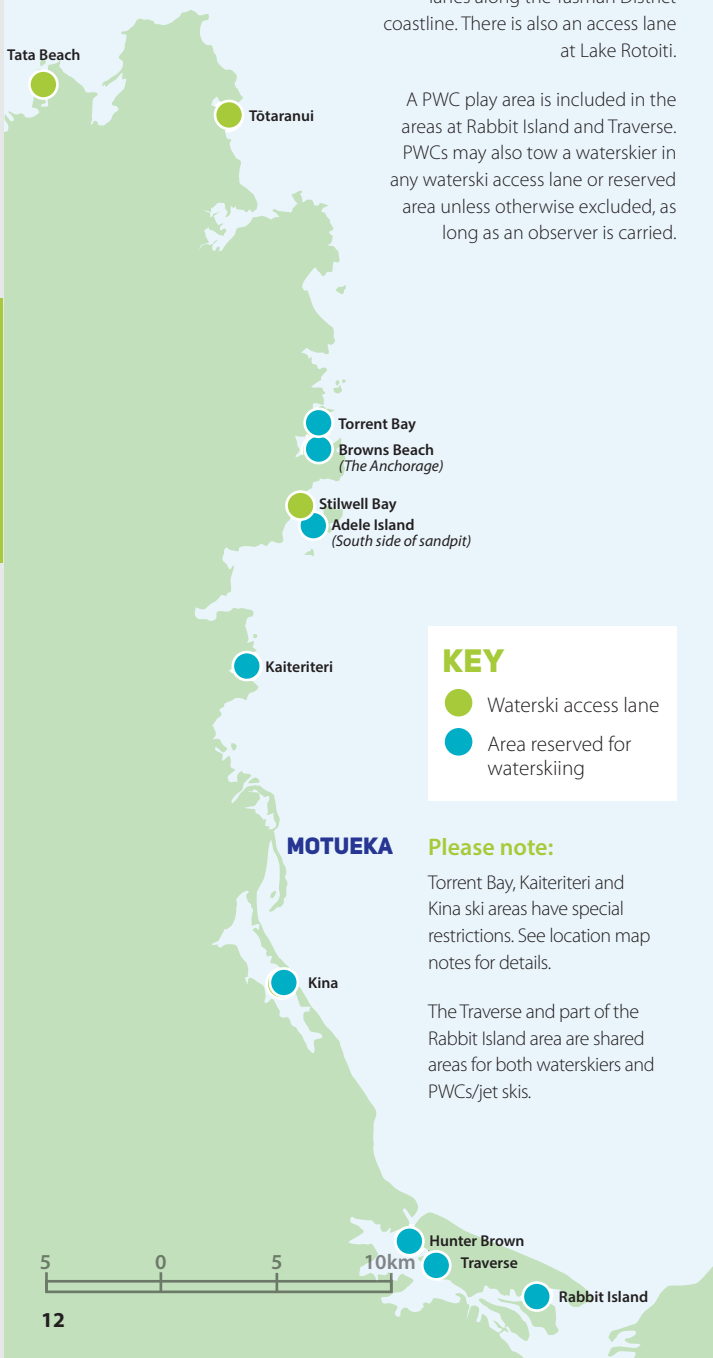 lanes along the Tasman District
coastline. There is also an access lane
at Lake Rotoiti.
A PWC play area is included in the
areas at Rabbit Island and Traverse.
PWCs may also tow a waterskier in
any waterski access lane or reserved
area unless otherwise excluded, as
long as an observer is carried.
Tata Beach
Tōtaranui
Torrent Bay
Browns Beach
(The Anchorage)
Stilwell Bay
Adele Island
(South side of sandpit)
Kaiteriteri
KEY
Waterski access lane
Area reserved for
waterskiing
MOTUEKA
Please note:
Torrent Bay, Kaiteriteri and
Kina ski areas have special
restrictions. See location map
notes for details.
The Traverse and part of the
Rabbit Island area are shared
areas for both waterskiers and
PWCs/jet skis.
Kina
Hunter Brown
Traverse
Rabbit Island
5 0 5 10km
12